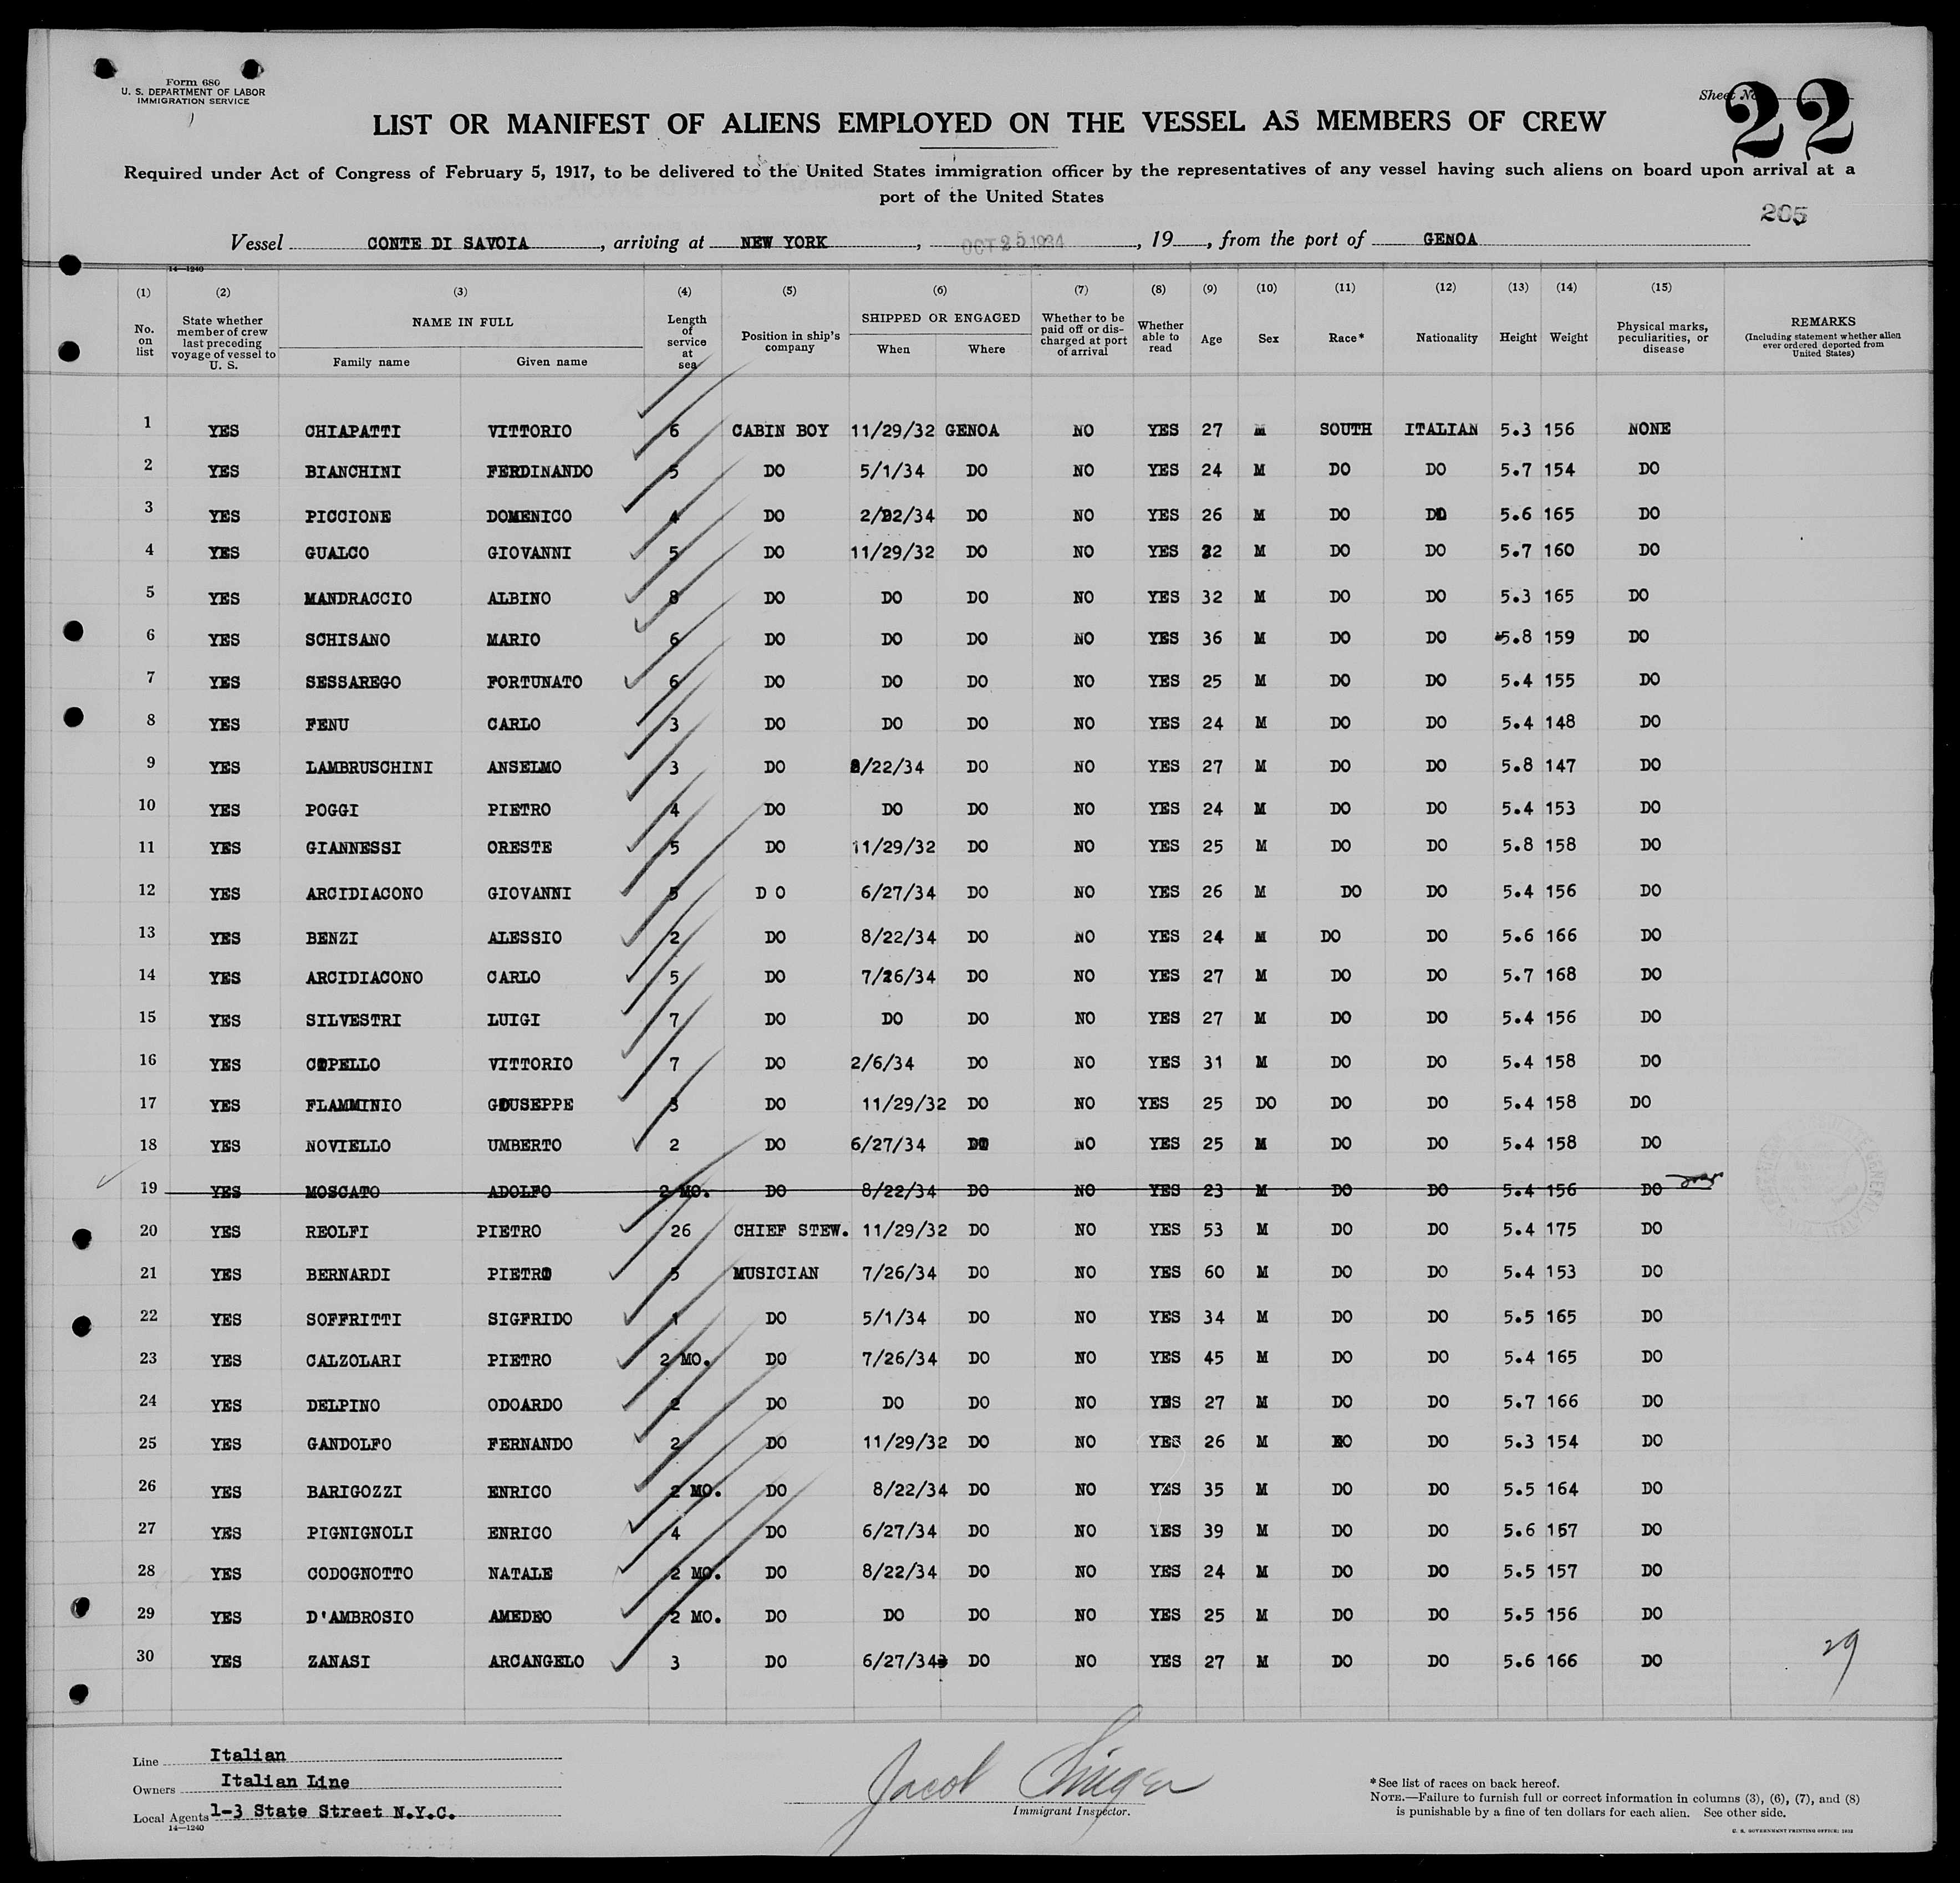 Form 680
U. S. DEPARTMENT OF LABOR
IMMIGRATION SERVICE
Sheet No. 22
LIST OR MANIFEST OF ALIENS EMPLOYED ON THE VESSEL AS MEMBERS OF CREW
Required under Act of Congress of February 5, 1917, to be delivered to the United States immigration officer by the representatives of any vessel having such aliens on board upon arrival at a
port of the United States
205
Vessel CONTE DI SAVOIA, arriving at NEW YORK, OCT 25 1934, 19, from the port of GENOA
14—1240
(1) (2) (3) (4) (5) (6) (7) (8) (9) (10) (11) (12) (13) (14) (15)
No. on list State whether member of crew last preceding voyage of vessel to U. S. NAME IN FULL Family name Given name Length of service at sea Position in ship's company SHIPPED OR ENGAGED When Where Whether to be paid off or discharged at port of arrival Whether able to read Age Sex Race* Nationality Height Weight Physical marks, peculiarities, or disease REMARKS (Including statement whether alien ever ordered deported from United States)
1 YES CHIAPATTI VITTORIO 6 CABIN BOY 11/29/32 GENOA NO YES 27 M SOUTH ITALIAN 5.3 156 NONE
2 YES BIANCHINI FERDINANDO 5 DO 5/1/34 DO NO YES 24 M DO DO 5.7 154 DO
3 YES PICCIONE DOMENICO 4 DO 2/22/34 DO NO YES 26 M DO DO 5.6 165 DO
4 YES GUALCO GIOVANNI 5 DO 11/29/32 DO NO YES 22 M DO DO 5.7 160 DO
5 YES MANDRACCIO ALBINO 8 DO DO DO NO YES 32 M DO DO 5.3 165 DO
6 YES SCHISANO MARIO 6 DO DO DO NO YES 36 M DO DO 5.8 159 DO
7 YES SESSAREGO FORTUNATO 6 DO DO DO NO YES 25 M DO DO 5.4 155 DO
8 YES FENU CARLO 3 DO DO DO NO YES 24 M DO DO 5.4 148 DO
9 YES LAMBRUSCHINI ANSELMO 3 DO 8/22/34 DO NO YES 27 M DO DO 5.8 147 DO
10 YES POGGI PIETRO 4 DO DO DO NO YES 24 M DO DO 5.4 153 DO
11 YES GIANNESSI ORESTE 5 DO 11/29/32 DO NO YES 25 M DO DO 5.8 158 DO
12 YES ARCIDIACONO GIOVANNI 5 D O 6/27/34 DO NO YES 26 M DO DO 5.4 156 DO
13 YES BENZI ALESSIO 2 DO 8/22/34 DO NO YES 24 M DO DO 5.6 166 DO
14 YES ARCIDIACONO CARLO 5 DO 7/26/34 DO NO YES 27 M DO DO 5.7 168 DO
15 YES SILVESTRI LUIGI 7 DO DO DO NO YES 27 M DO DO 5.4 156 DO
16 YES COPELLO VITTORIO 7 DO 2/6/34 DO NO YES 31 M DO DO 5.4 158 DO
17 YES FLAMMINIO GIUSEPPE 3 DO 11/29/32 DO NO YES 25 DO DO DO 5.4 158 DO
18 YES NOVIELLO UMBERTO 2 DO 6/27/34 DO NO YES 25 M DO DO 5.4 158 DO
19 YES MOSCATO ADOLFO 2 MO. DO 8/22/34 DO NO YES 23 M DO DO 5.4 156 DO
20 YES REOLFI PIETRO 26 CHIEF STEW. 11/29/32 DO NO YES 53 M DO DO 5.4 175 DO
21 YES BERNARDI PIETRO 5 MUSICIAN 7/26/34 DO NO YES 60 M DO DO 5.4 153 DO
22 YES SOFFRITTI SIGFRIDO 1 DO 5/1/34 DO NO YES 34 M DO DO 5.5 165 DO
23 YES CALZOLARI PIETRO 2 MO. DO 7/26/34 DO NO YES 45 M DO DO 5.4 165 DO
24 YES DELPINO ODOARDO 2 DO DO DO NO YES 27 M DO DO 5.7 166 DO
25 YES GANDOLFO FERNANDO 2 DO 11/29/32 DO NO YES 26 M DO DO 5.3 154 DO
26 YES BARIGOZZI ENRICO 2 MO. DO 8/22/34 DO NO YES 35 M DO DO 5.5 164 DO
27 YES PIGNIGNOLI ENRICO 4 DO 6/27/34 DO NO YES 39 M DO DO 5.6 157 DO
28 YES CODOGNOTTO NATALE 2 MO. DO 8/22/34 DO NO YES 24 M DO DO 5.5 157 DO
29 YES D'AMBROSIO AMEDEO 2 MO. DO DO DO NO YES 25 M DO DO 5.5 156 DO
30 YES ZANASI ARCANGELO 3 DO 6/27/34 DO NO YES 27 M DO DO 5.6 166 DO
29
Line Italian
Owners Italian Line
Local Agents 1-3 State Street N.Y.C.
14—1240
Jacob Singer
Immigrant Inspector.
*See list of races on back hereof.
NOTE.—Failure to furnish full or correct information in columns (3), (6), (7), and (8)
is punishable by a fine of ten dollars for each alien. See other side.
U. S. GOVERNMENT PRINTING OFFICE: 1932